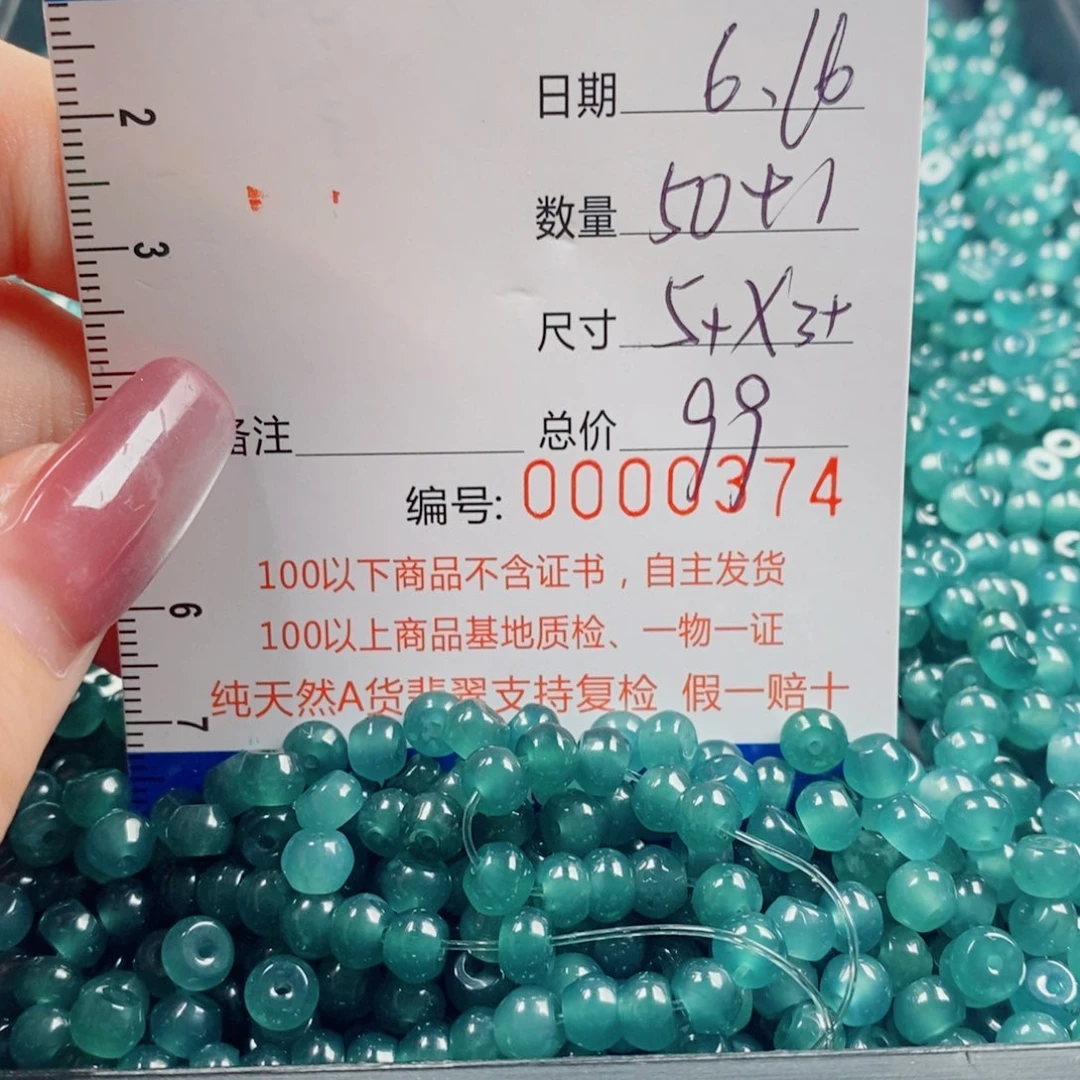 2
日期 6、16
数量 50+1
3
尺寸 5+X3+
备注 总价 99
编号: 0000374
100以下商品不含证书，自主发货
6
100以上商品基地质检、一物一证
纯天然A货翡翠支持复检 假一赔十
7